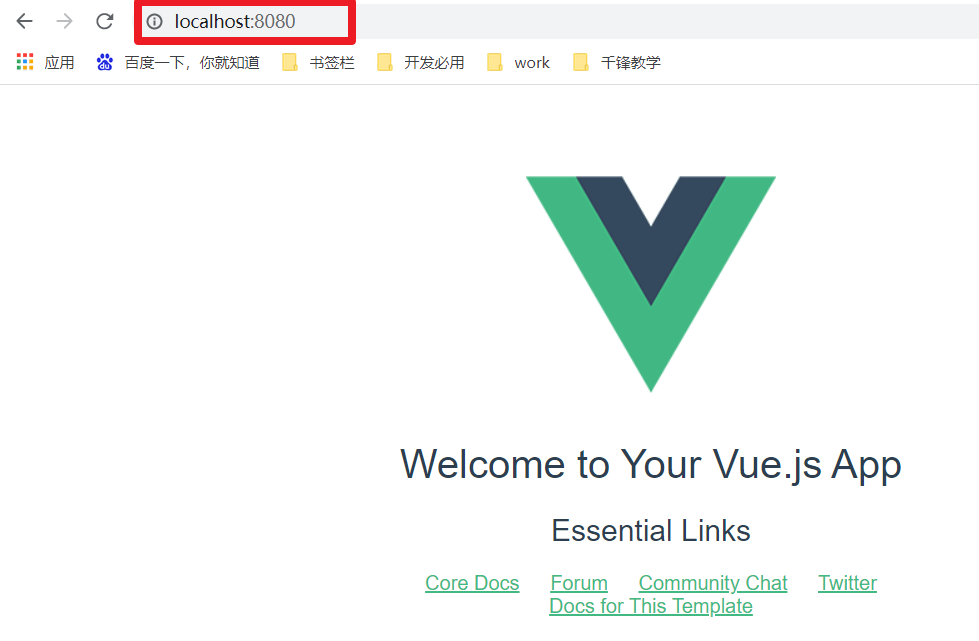 localhost:8080
应用 百度一下，你就知道 书签栏 开发必用 work 千锋教学
Welcome to Your Vue.js App
Essential Links
Core Docs Forum Community Chat Twitter
Docs for This Template